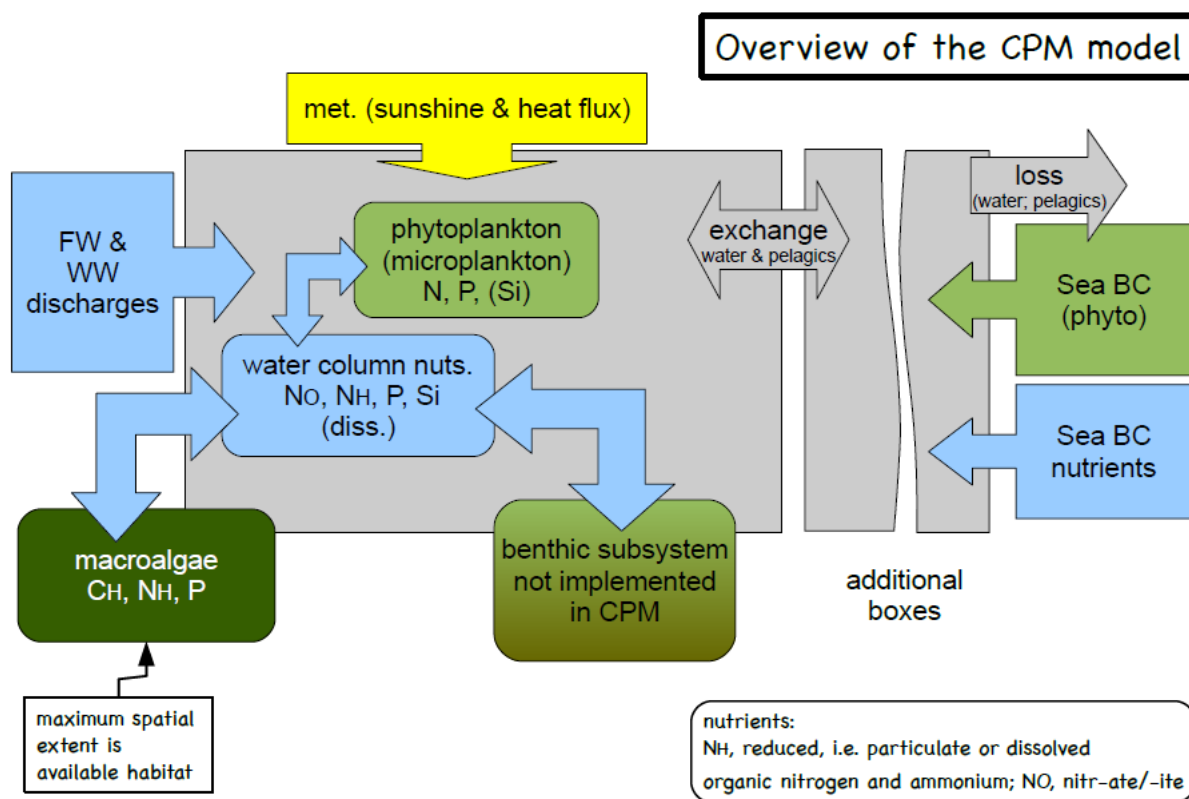 Overview of the CPM model
met. (sunshine & heat flux)
FW &
WW
discharges
phytoplankton
(microplankton)
N, P, (Si)
exchange
water & pelagics
loss
(water; pelagics)
Sea BC
(phyto)
water column nuts.
NO, NH, P, Si
(diss.)
Sea BC
nutrients
macroalgae
CH, NH, P
benthic subsystem
not implemented
in CPM
additional
boxes
maximum spatial
extent is
available habitat
nutrients:
NH, reduced, i.e. particulate or dissolved
organic nitrogen and ammonium; NO, nitr-ate/-ite